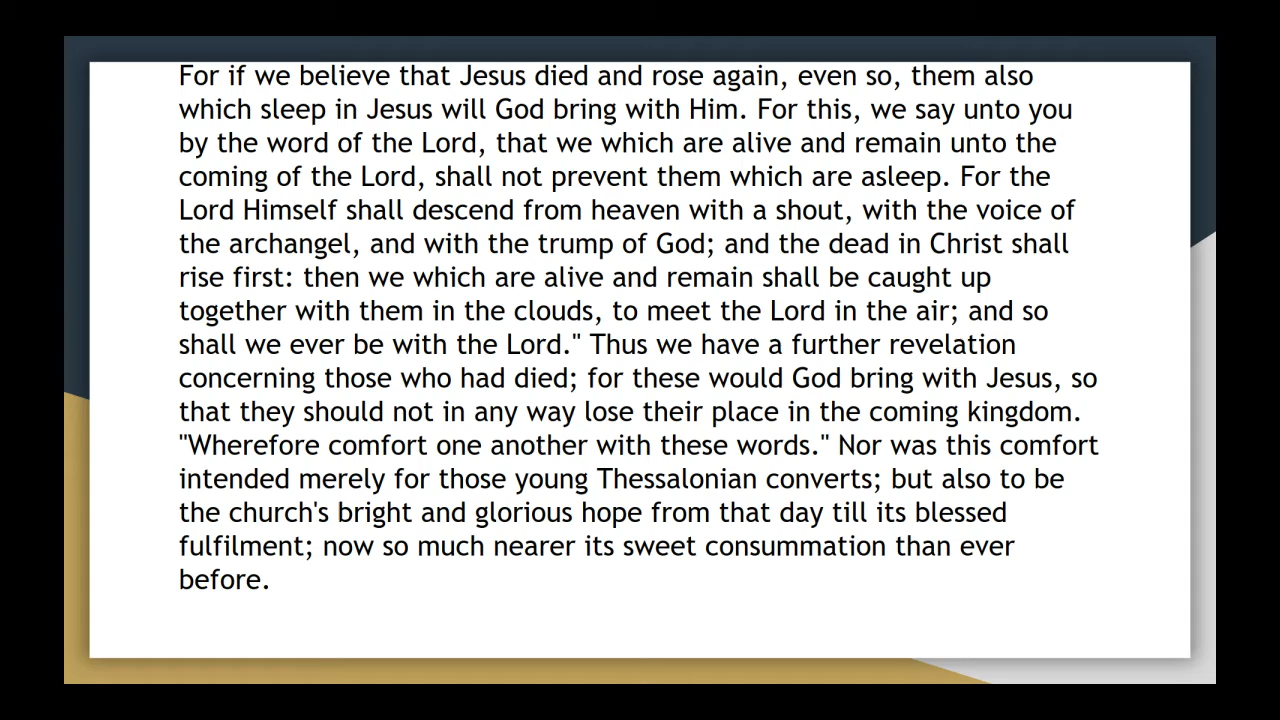 For if we believe that Jesus died and rose again, even so, them also
which sleep in Jesus will God bring with Him. For this, we say unto you
by the word of the Lord, that we which are alive and remain unto the
coming of the Lord, shall not prevent them which are asleep. For the
Lord Himself shall descend from heaven with a shout, with the voice of
the archangel, and with the trump of God; and the dead in Christ shall
rise first: then we which are alive and remain shall be caught up
together with them in the clouds, to meet the Lord in the air; and so
shall we ever be with the Lord." Thus we have a further revelation
concerning those who had died; for these would God bring with Jesus, so
that they should not in any way lose their place in the coming kingdom.
"Wherefore comfort one another with these words." Nor was this comfort
intended merely for those young Thessalonian converts; but also to be
the church's bright and glorious hope from that day till its blessed
fulfilment; now so much nearer its sweet consummation than ever
before.